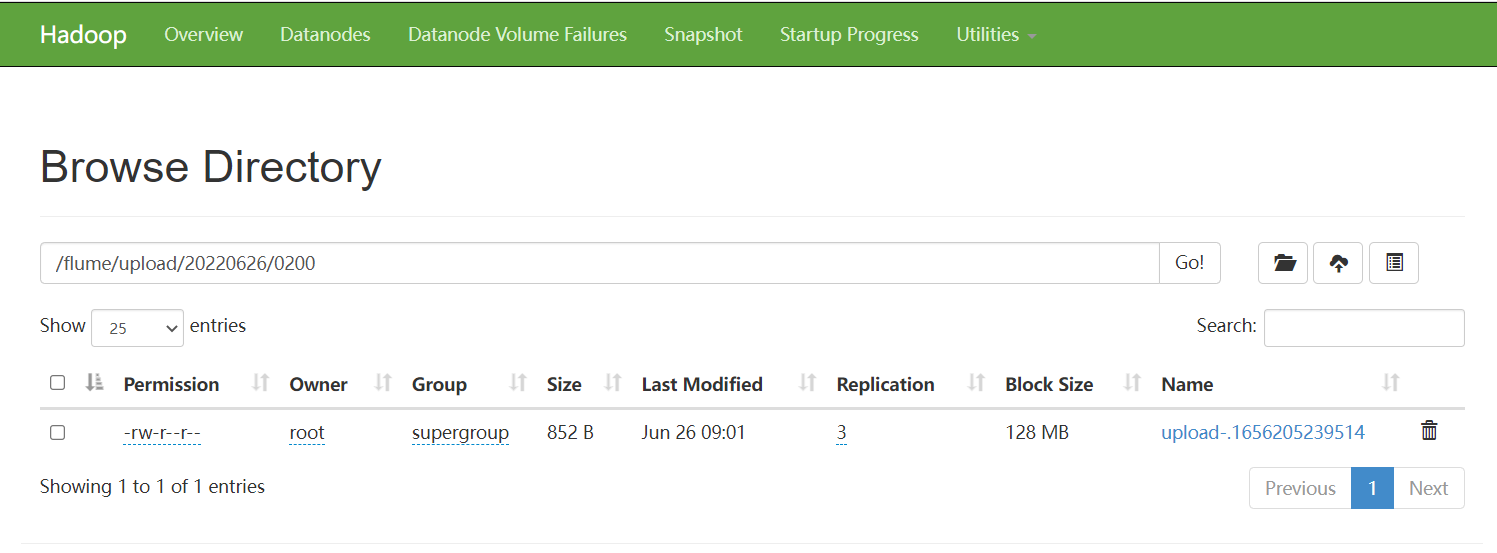 Hadoop Overview Datanodes Datanode Volume Failures Snapshot Startup Progress Utilities
Browse Directory
/flume/upload/20220626/0200 Go!
Show 25 entries Search:
Permission Owner Group Size Last Modified Replication Block Size Name
-rw-r--r-- root supergroup 852 B Jun 26 09:01 3 128 MB upload-.1656205239514
Showing 1 to 1 of 1 entries Previous 1 Next